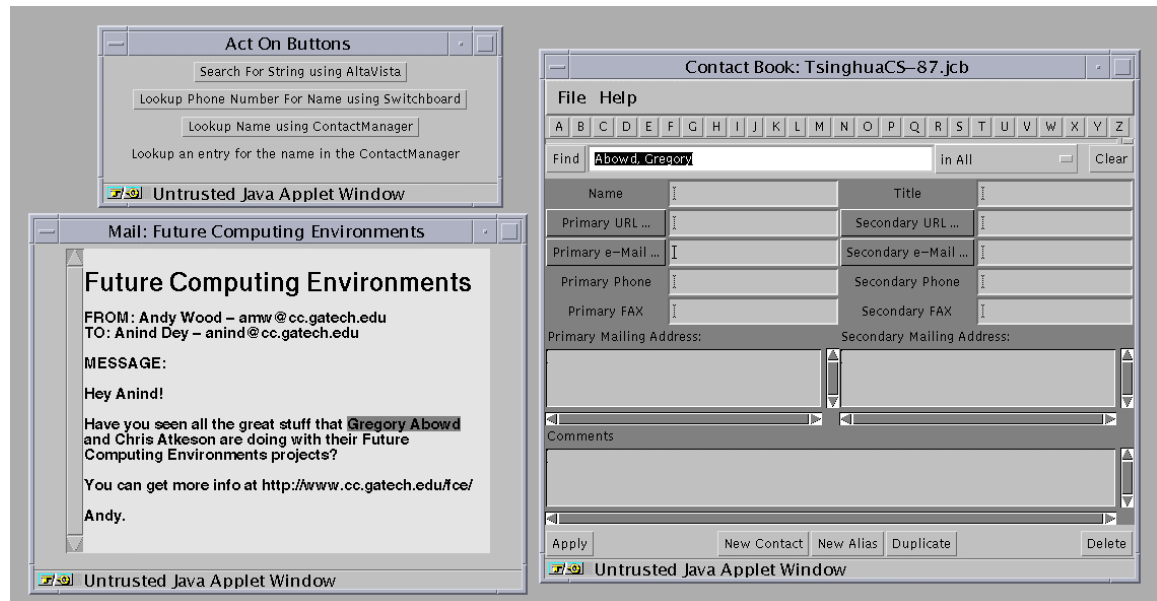 Act On Buttons
Search For String using AltaVista
Lookup Phone Number For Name using Switchboard
Lookup Name using ContactManager
Lookup an entry for the name in the ContactManager
Untrusted Java Applet Window
Mail: Future Computing Environments
Future Computing Environments
FROM: Andy Wood – amw@cc.gatech.edu
TO: Anind Dey – anind@cc.gatech.edu
MESSAGE:
Hey Anind!
Have you seen all the great stuff that Gregory Abowd
and Chris Atkeson are doing with their Future
Computing Environments projects?
You can get more info at http://www.cc.gatech.edu/fce/
Andy.
Untrusted Java Applet Window
Contact Book: TsinghuaCS–87.jcb
File Help
A B C D E F G H I J K L M N O P Q R S T U V W X Y Z
Find Abowd, Gregory in All Clear
Name Title
Primary URL ... Secondary URL ...
Primary e–Mail ... Secondary e–Mail ...
Primary Phone Secondary Phone
Primary FAX Secondary FAX
Primary Mailing Address: Secondary Mailing Address:
Comments
Apply New Contact New Alias Duplicate Delete
Untrusted Java Applet Window